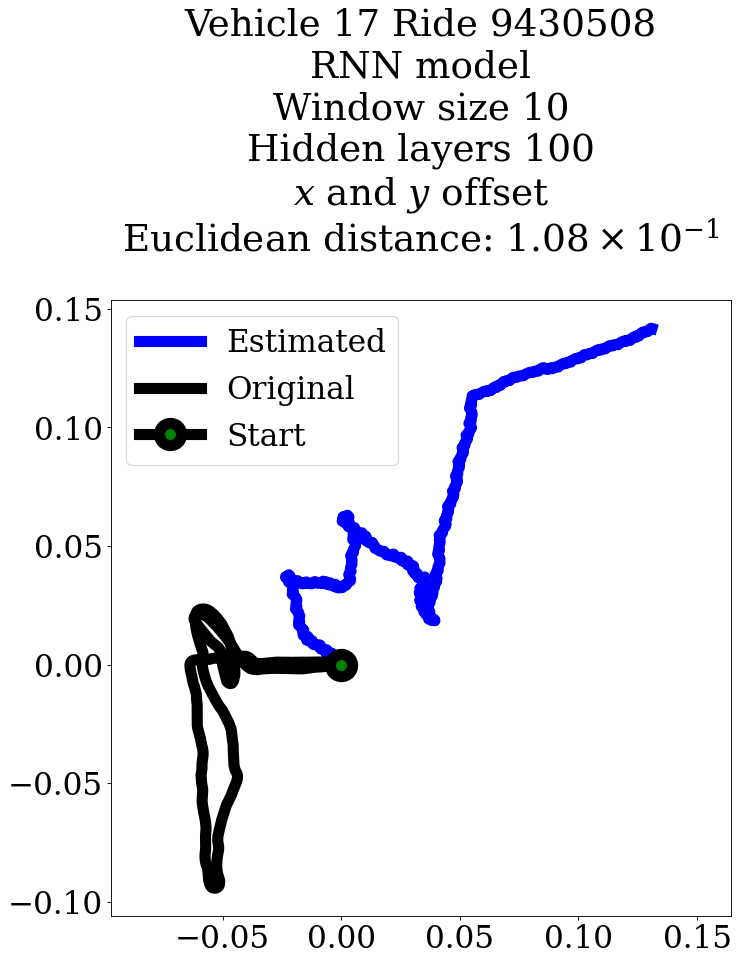 Vehicle 17 Ride 9430508
RNN model
Window size 10
Hidden layers 100
x and y offset
Euclidean distance: 1.08 × 10⁻¹
Estimated
Original
Start
0.15
0.10
0.05
0.00
−0.05
−0.10
−0.05 0.00 0.05 0.10 0.15